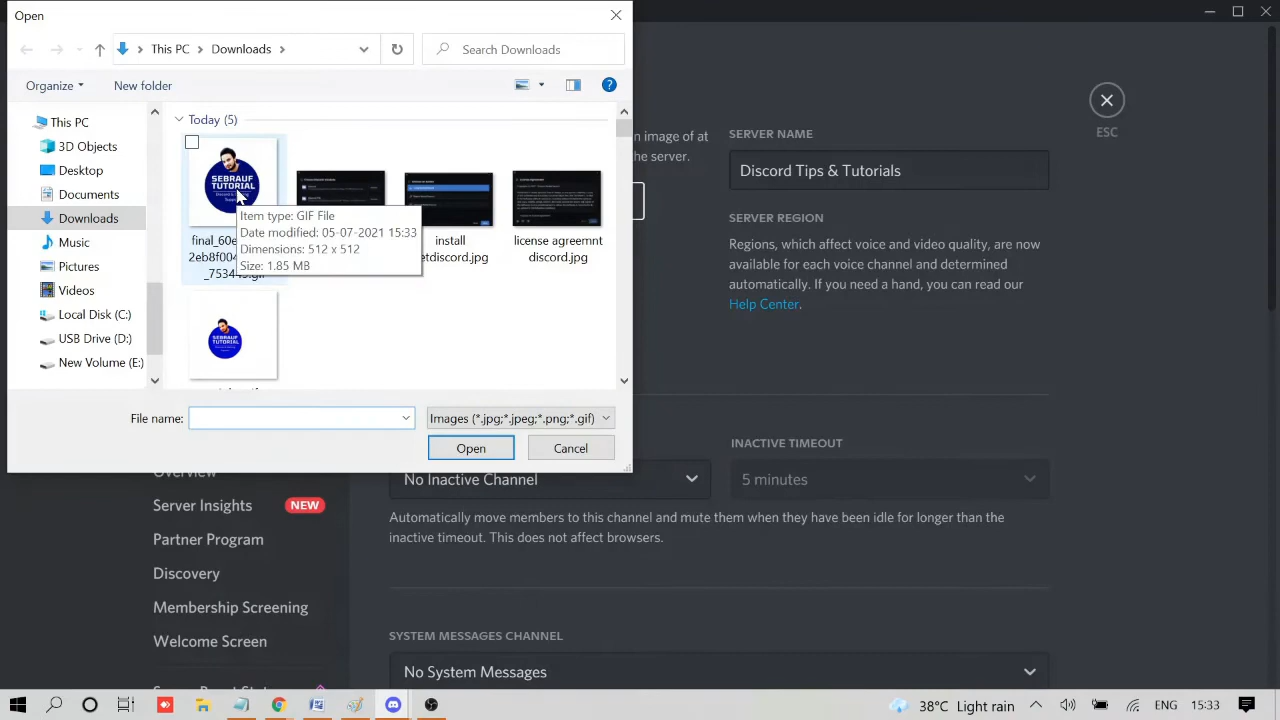 Open
This PC
Downloads
Search Downloads
Organize
New folder
This PC
3D Objects
Desktop
Documents
Downloads
Music
Pictures
Videos
Local Disk (C:)
USB Drive (D:)
New Volume (E:)
Today (5)
SEBRAUF
TUTORIAL
Item type: GIF File
Date modified: 05-07-2021 15:33
Dimensions: 512 x 512
Size: 1.85 MB
install
etdiscord.jpg
license agreemnt
discord.jpg
SEBRAUF
TUTORIAL
File name:
Images (*.jpg;*.jpeg;*.png;*.gif)
Open
Cancel
n image of at
he server.
SERVER NAME
Discord Tips & Tutorials
SERVER REGION
Regions, which affect voice and video quality, are now
available for each voice channel and determined
automatically. If you need a hand, you can read our
Help Center.
ESC
Overview
Server Insights NEW
Partner Program
Discovery
Membership Screening
Welcome Screen
No Inactive Channel
INACTIVE TIMEOUT
5 minutes
Automatically move members to this channel and mute them when they have been idle for longer than the
inactive timeout. This does not affect browsers.
SYSTEM MESSAGES CHANNEL
No System Messages
38°C Light rain
ENG
15:33